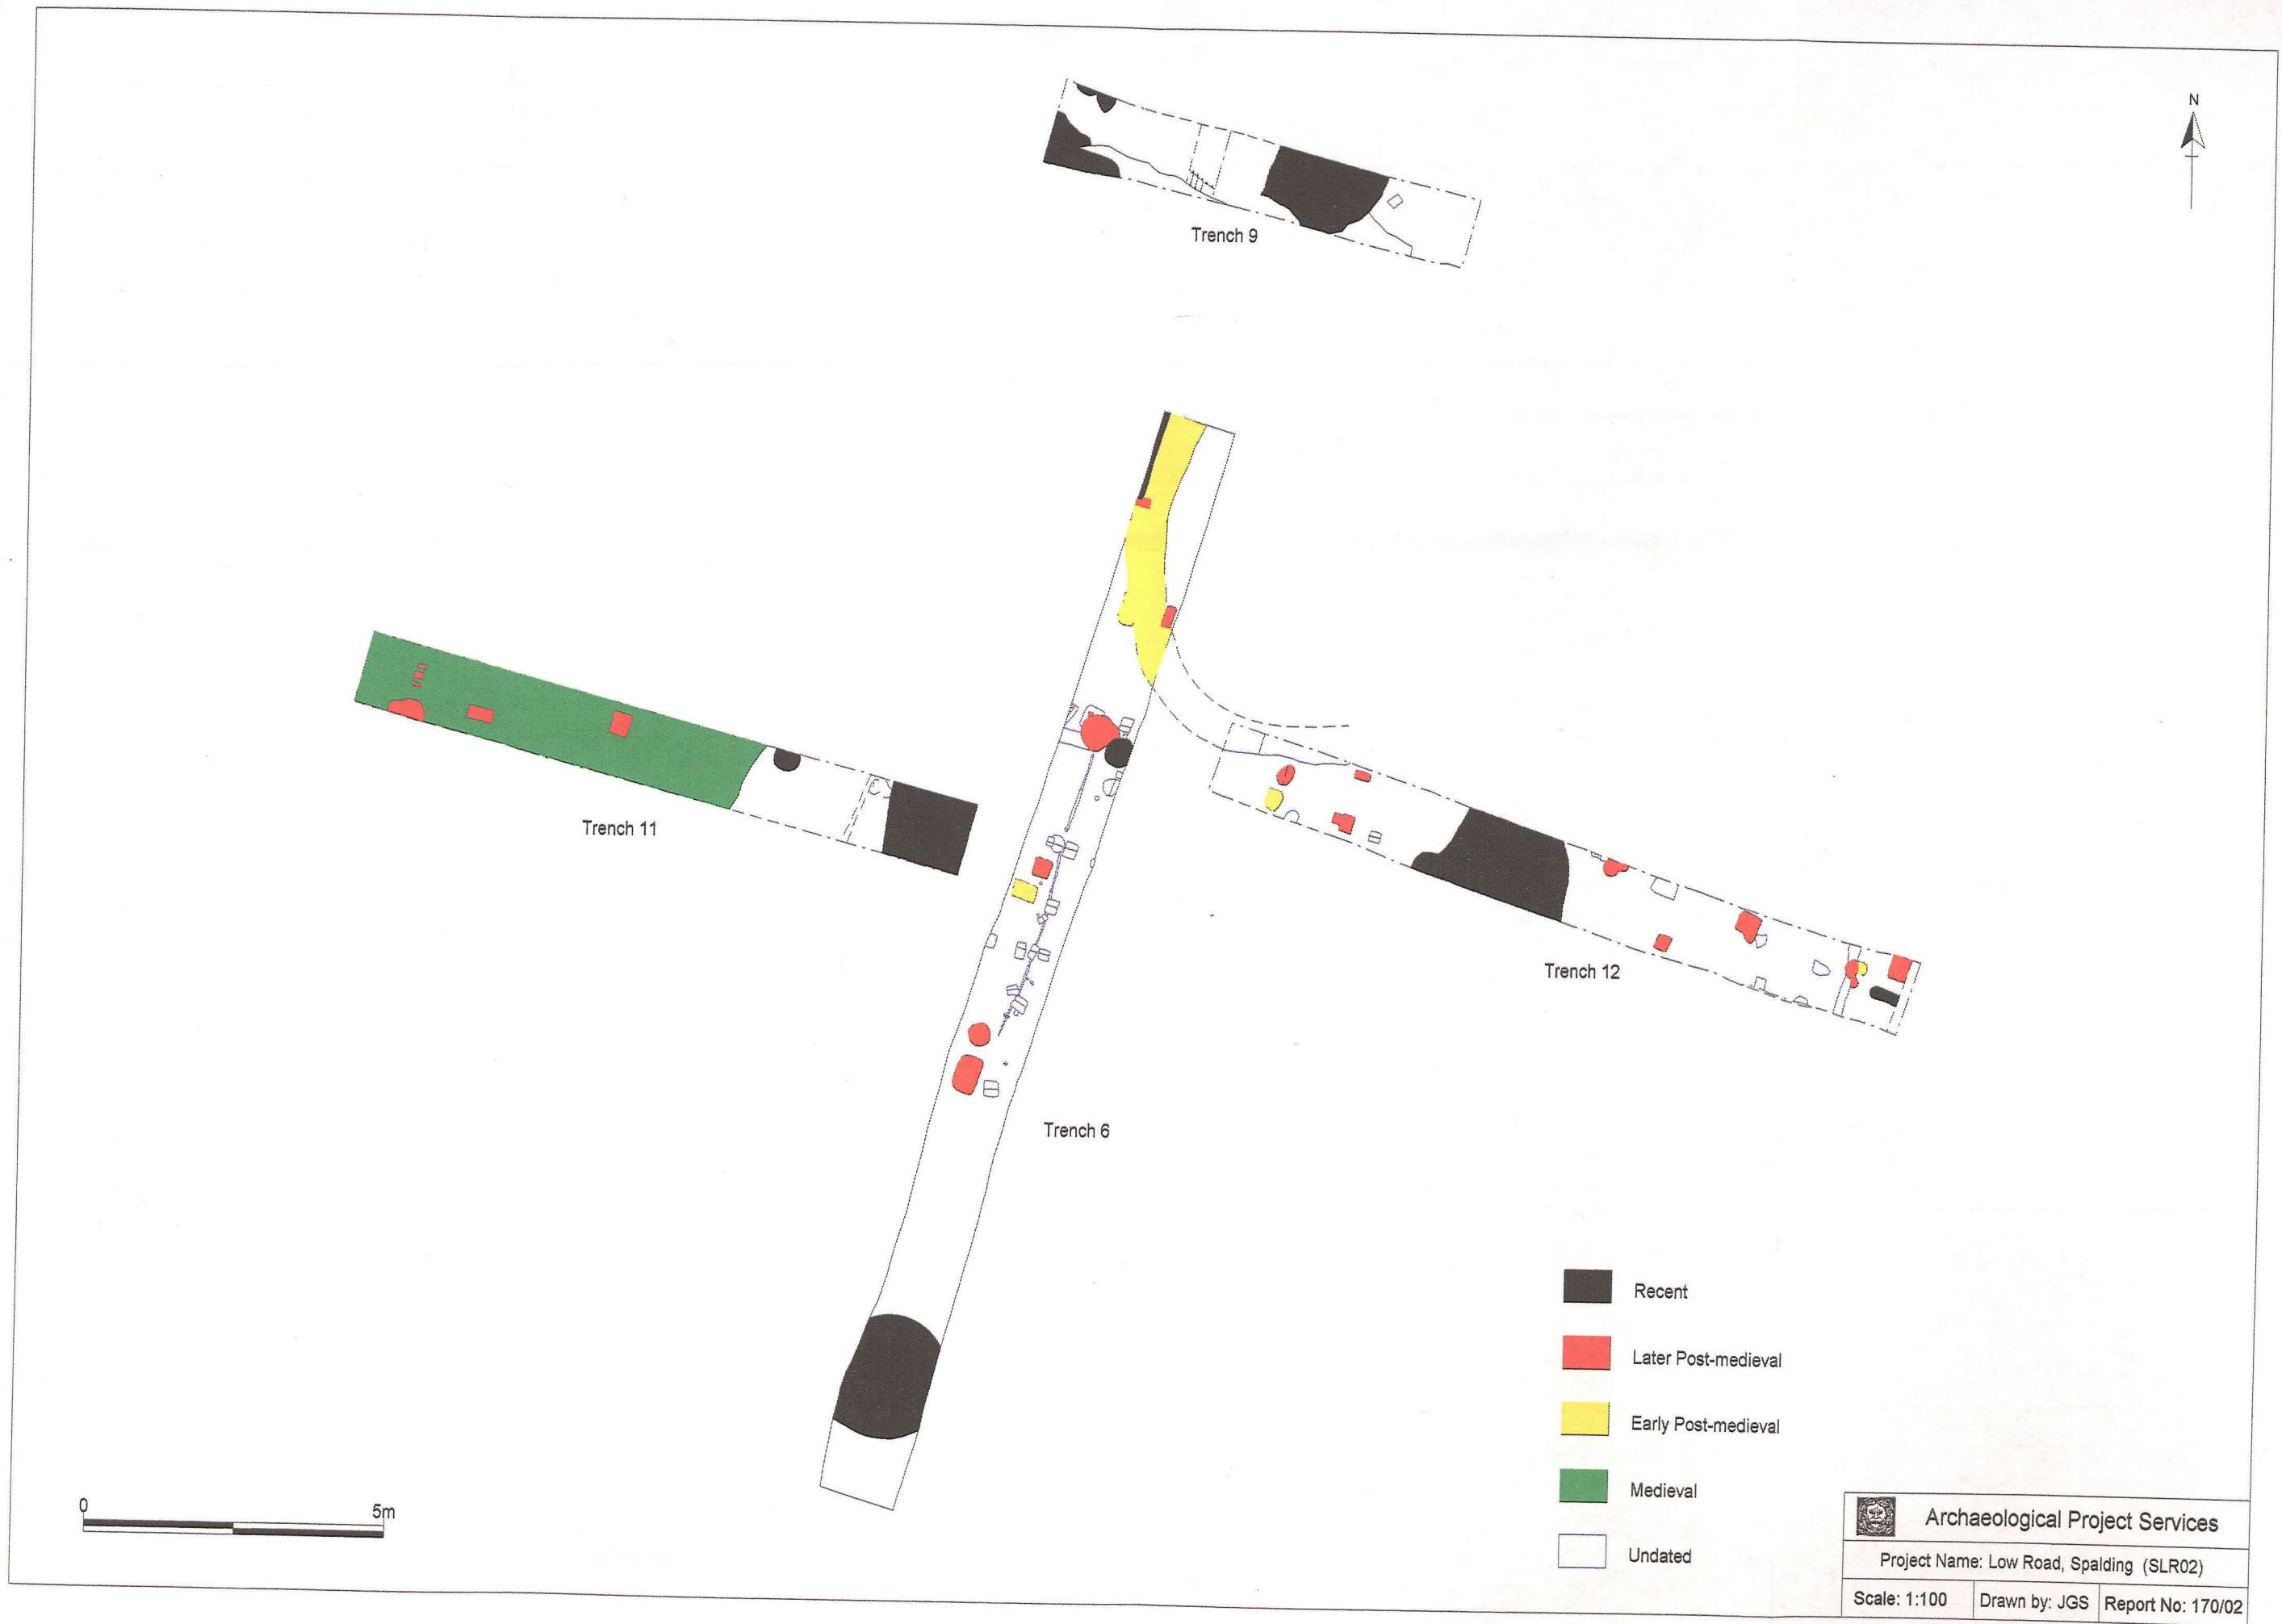 N
Trench 9
Trench 11
Trench 12
Trench 6
Recent
Later Post-medieval
Early Post-medieval
Medieval
Undated
0 5m
Archaeological Project Services
Project Name: Low Road, Spalding (SLR02)
Scale: 1:100 Drawn by: JGS Report No: 170/02